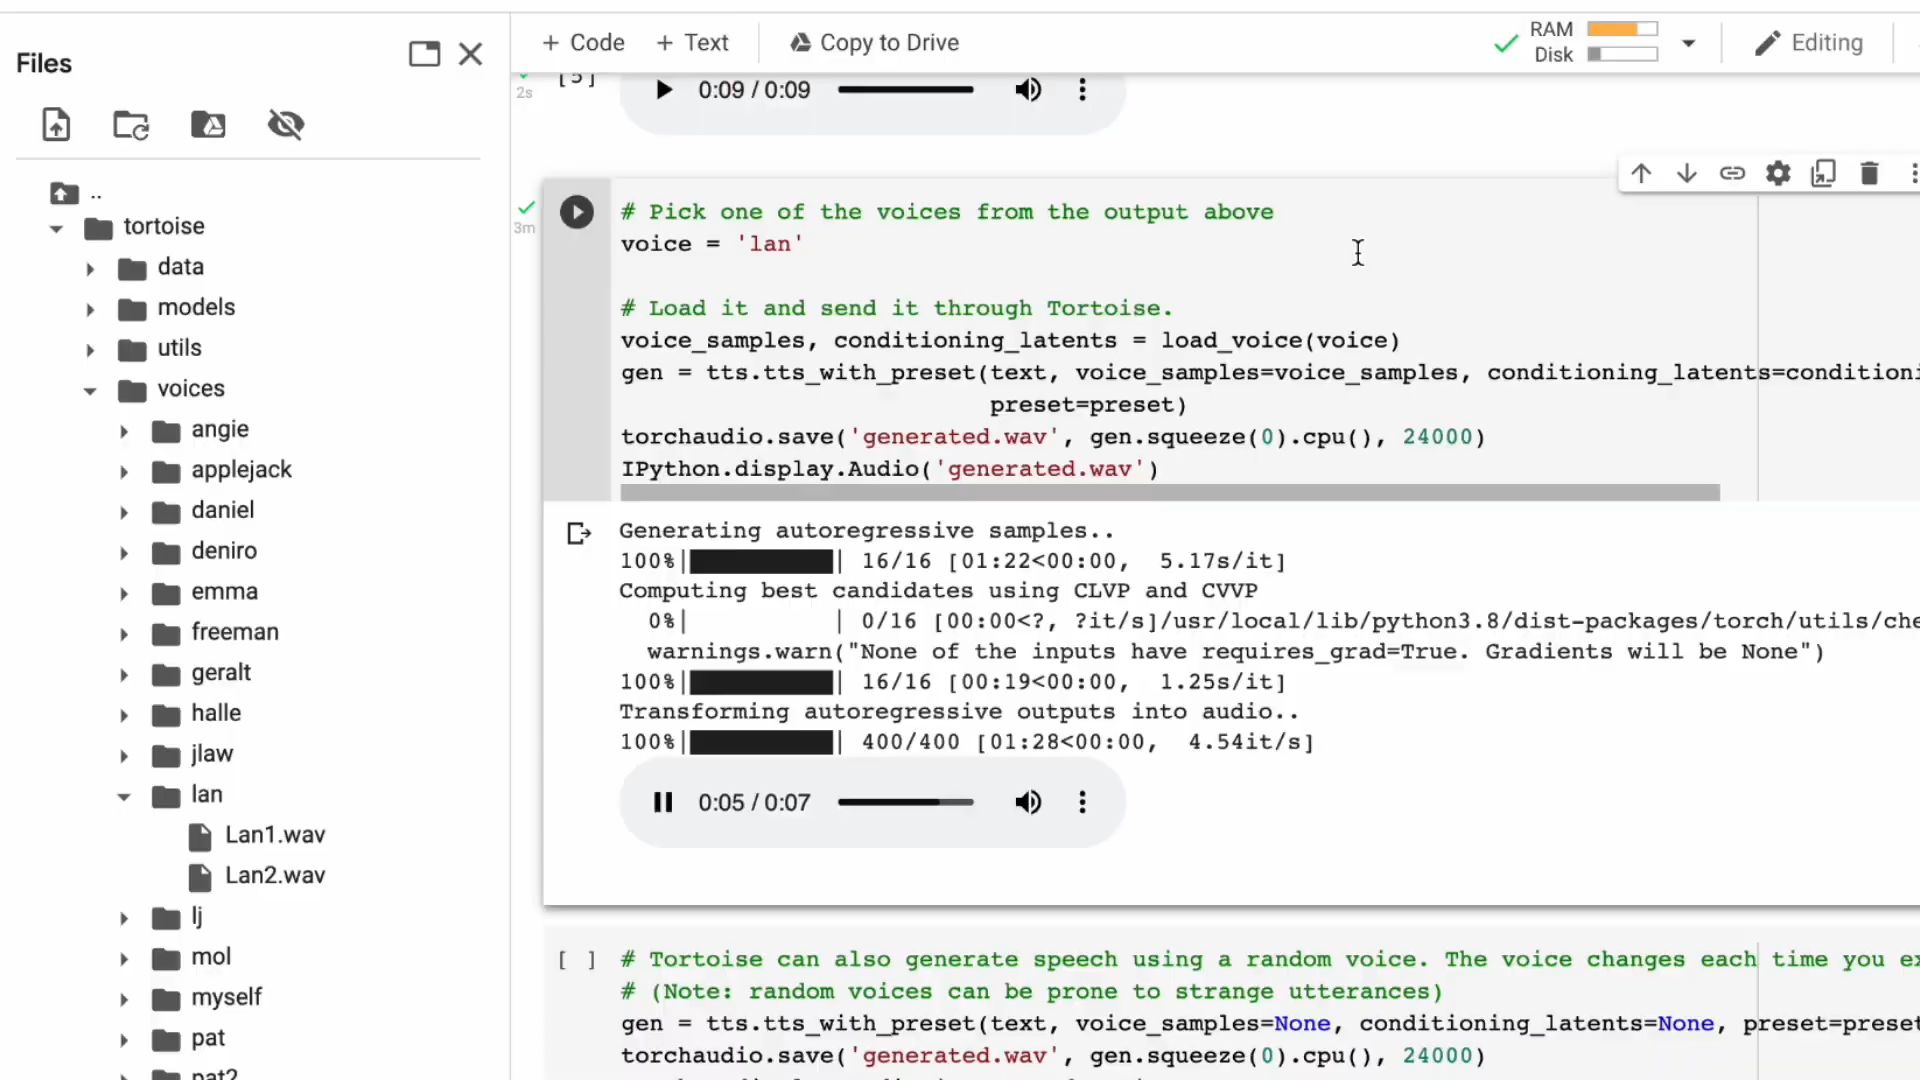 Files
..
tortoise
data
models
utils
voices
angie
applejack
daniel
deniro
emma
freeman
geralt
halle
jlaw
lan
Lan1.wav
Lan2.wav
lj
mol
myself
pat
pat2
+ Code
+ Text
Copy to Drive
RAM
Disk
Editing
2s
[5]
0:09 / 0:09
3m
# Pick one of the voices from the output above
voice = 'lan'
# Load it and send it through Tortoise.
voice_samples, conditioning_latents = load_voice(voice)
gen = tts.tts_with_preset(text, voice_samples=voice_samples, conditioning_latents=conditioni
preset=preset)
torchaudio.save('generated.wav', gen.squeeze(0).cpu(), 24000)
IPython.display.Audio('generated.wav')
Generating autoregressive samples..
100%| | 16/16 [01:22<00:00,  5.17s/it]
Computing best candidates using CLVP and CVVP
0%| | 0/16 [00:00<?, ?it/s]/usr/local/lib/python3.8/dist-packages/torch/utils/che
warnings.warn("None of the inputs have requires_grad=True. Gradients will be None")
100%| | 16/16 [00:19<00:00,  1.25s/it]
Transforming autoregressive outputs into audio..
100%| | 400/400 [01:28<00:00,  4.54it/s]
0:05 / 0:07
[ ]
# Tortoise can also generate speech using a random voice. The voice changes each time you ex
# (Note: random voices can be prone to strange utterances)
gen = tts.tts_with_preset(text, voice_samples=None, conditioning_latents=None, preset=preset
torchaudio.save('generated.wav', gen.squeeze(0).cpu(), 24000)